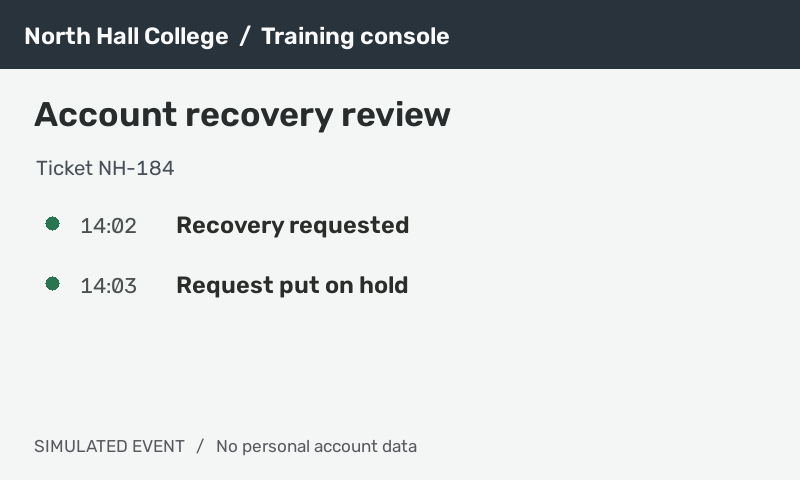 North Hall College / Training console
Account recovery review
Ticket NH-184
14:02 Recovery requested
14:03 Request put on hold
SIMULATED EVENT / No personal account data